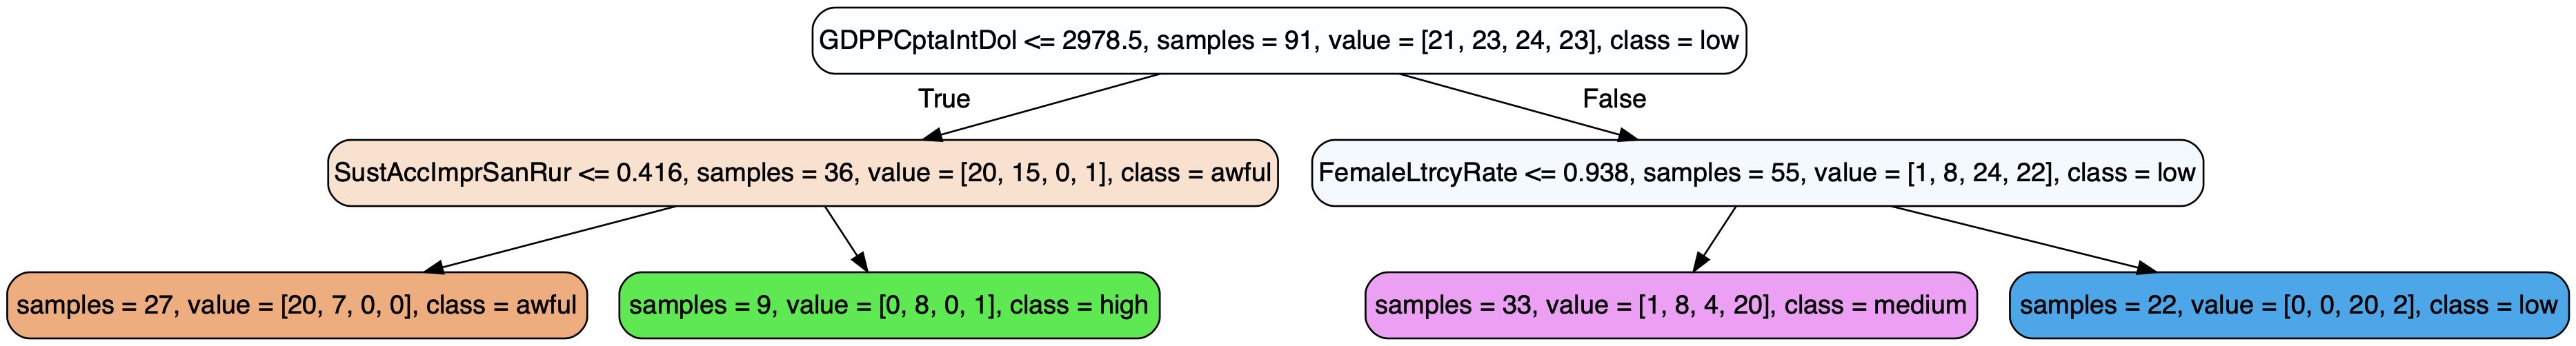 GDPPCptaIntDol <= 2978.5, samples = 91, value = [21, 23, 24, 23], class = low
True
False
SustAccImprSanRur <= 0.416, samples = 36, value = [20, 15, 0, 1], class = awful
FemaleLtrcyRate <= 0.938, samples = 55, value = [1, 8, 24, 22], class = low
samples = 27, value = [20, 7, 0, 0], class = awful
samples = 9, value = [0, 8, 0, 1], class = high
samples = 33, value = [1, 8, 4, 20], class = medium
samples = 22, value = [0, 0, 20, 2], class = low